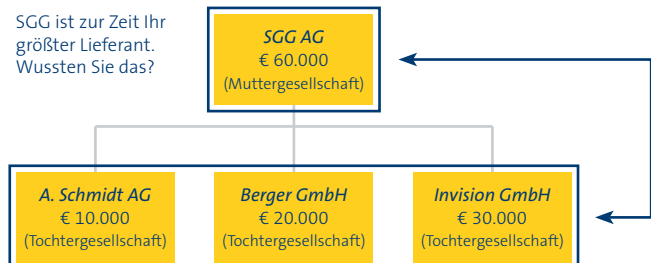 SGG ist zur Zeit Ihr
größter Lieferant.
Wussten Sie das?
SGG AG
€ 60.000
(Muttergesellschaft)
A. Schmidt AG
€ 10.000
(Tochtergesellschaft)
Berger GmbH
€ 20.000
(Tochtergesellschaft)
Invision GmbH
€ 30.000
(Tochtergesellschaft)